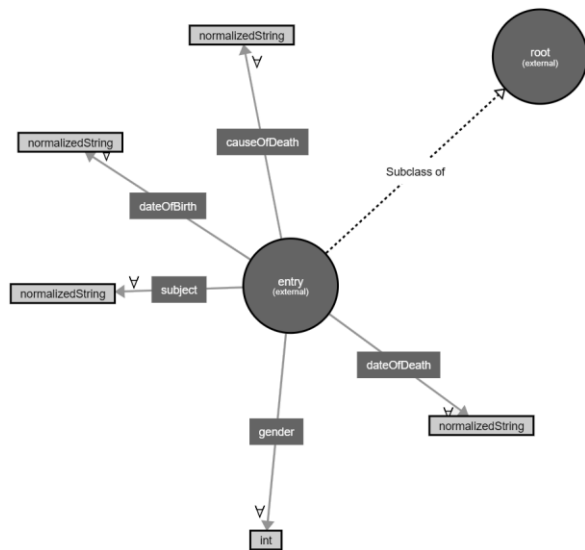 normalizedString
∀
root
(external)
causeOfDeath
normalizedString
∀
Subclass of
dateOfBirth
entry
(external)
∀
normalizedString
subject
dateOfDeath
∀
normalizedString
gender
∀
int